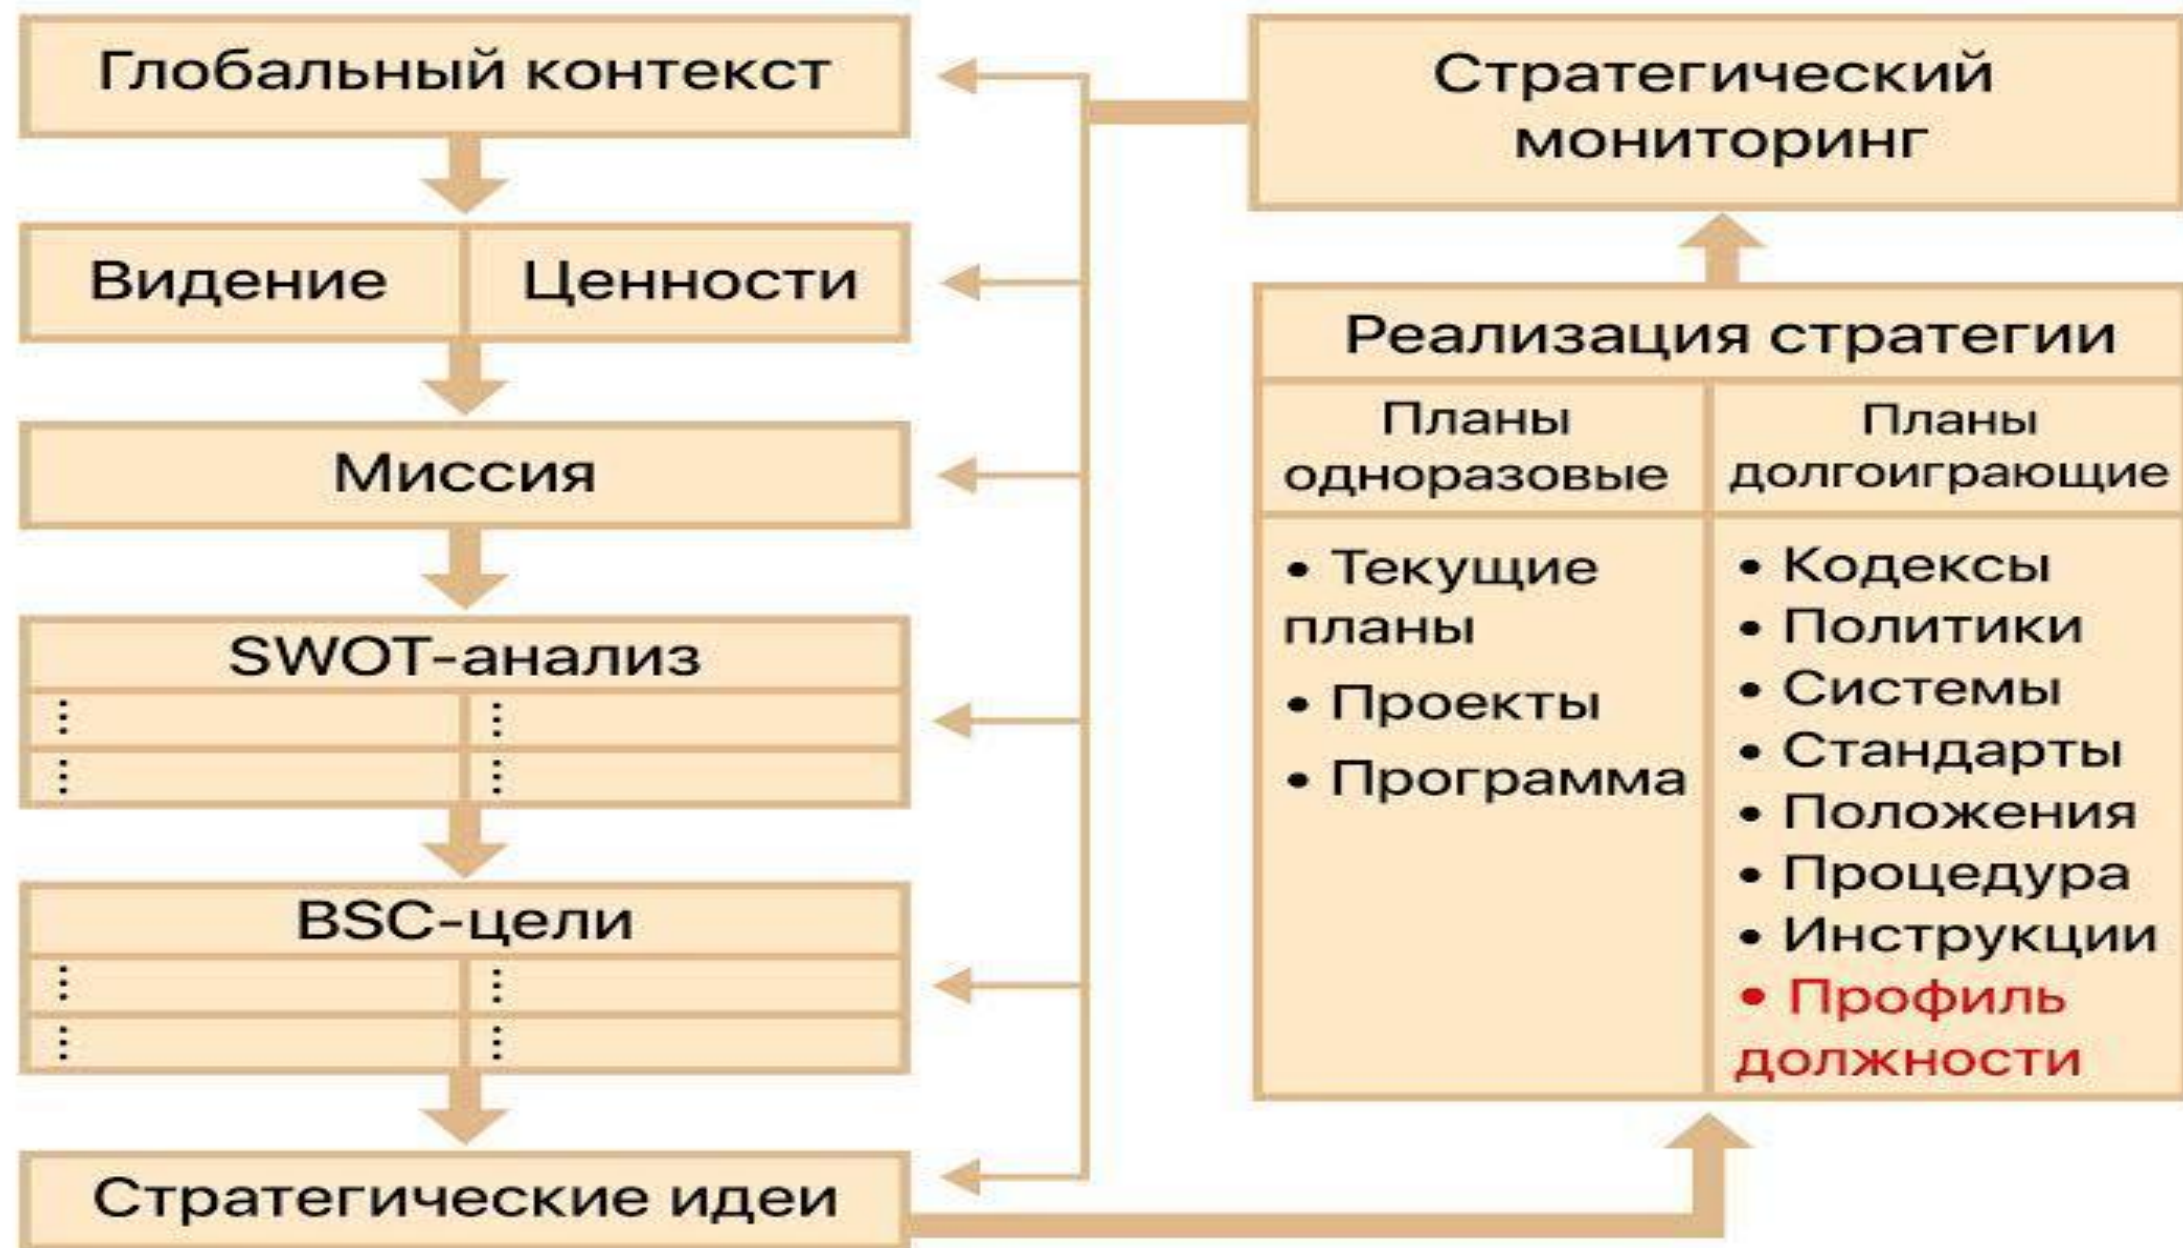 Глобальный контекст
Видение
Ценности
Миссия
SWOT-анализ
...
...
...
...
BSC-цели
...
...
...
...
Стратегические идеи
Стратегический
мониторинг
Реализация стратегии
Планы
одноразовые
• Текущие
планы
• Проекты
• Программа
Планы
долгоиграющие
• Кодексы
• Политики
• Системы
• Стандарты
• Положения
• Процедура
• Инструкции
• Профиль
должности